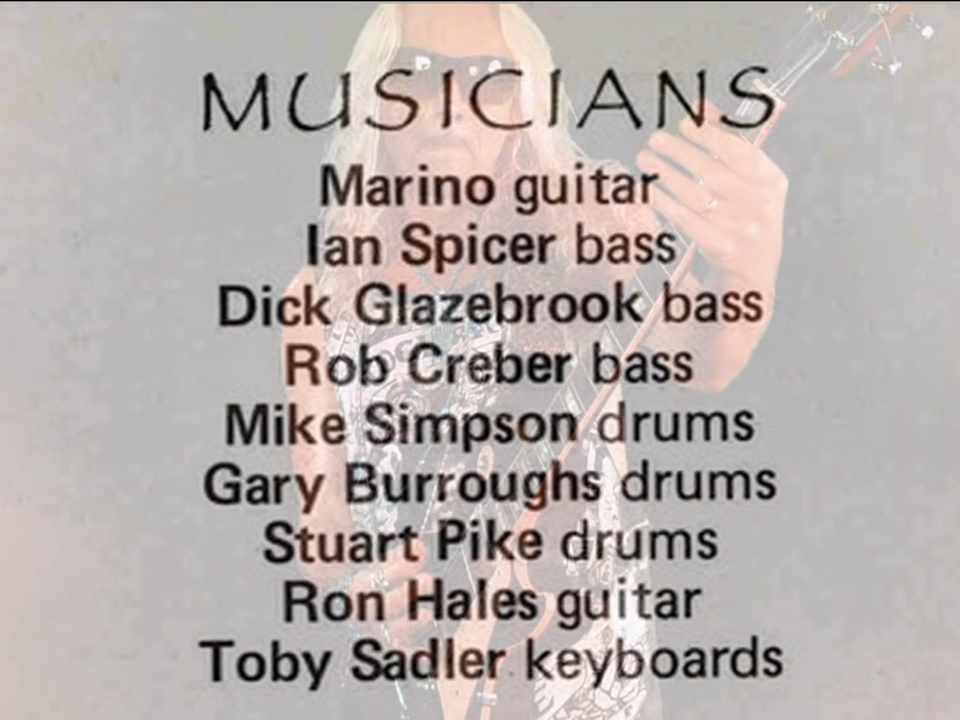 MUSICIANS
Marino guitar
Ian Spicer bass
Dick Glazebrook bass
Rob Creber bass
Mike Simpson drums
Gary Burroughs drums
Stuart Pike drums
Ron Hales guitar
Toby Sadler keyboards